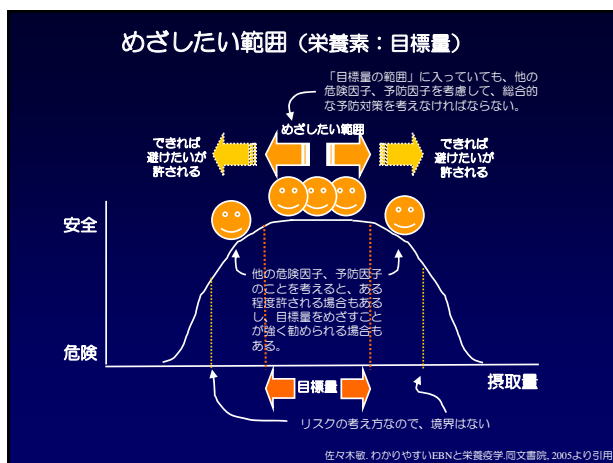 めざしたい範囲（栄養素：目標量）
「目標量の範囲」に入っていても、他の
危険因子、予防因子を考慮して、総合的
な予防対策を考えなければならない。
めざしたい範囲
できれば
避けたいが
許される
できれば
避けたいが
許される
安全
他の危険因子、予防因子
のことを考えると、ある
程度許される場合もある
し、目標量をめざすこと
が強く勧められる場合も
ある。
危険
目標量
摂取量
リスクの考え方なので、境界はない
佐々木敏. わかりやすいEBNと栄養疫学.同文書院, 2005より引用